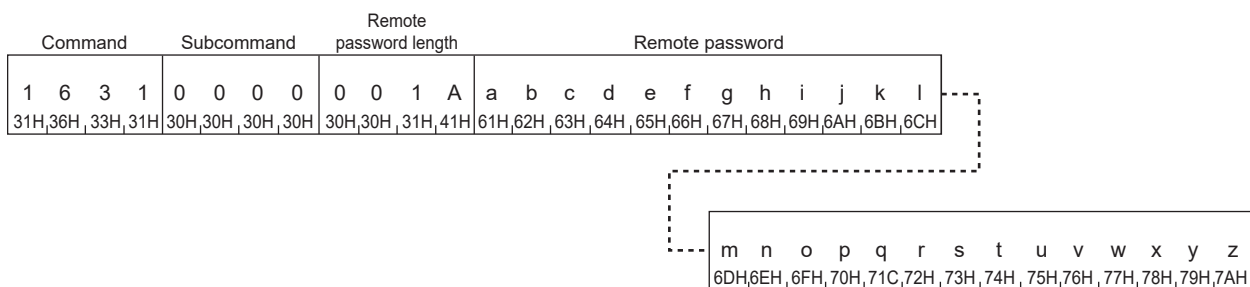 Remote
Command Subcommand password length Remote password
1 6 3 1 0 0 0 0 0 0 1 A a b c d e f g h i j k l
31H 36H 33H 31H 30H 30H 30H 30H 30H 30H 31H 41H 61H 62H 63H 64H 65H 66H 67H 68H 69H 6AH 6BH 6CH
m n o p q r s t u v w x y z
6DH 6EH 6FH 70H 71C 72H 73H 74H 75H 76H 77H 78H 79H 7AH